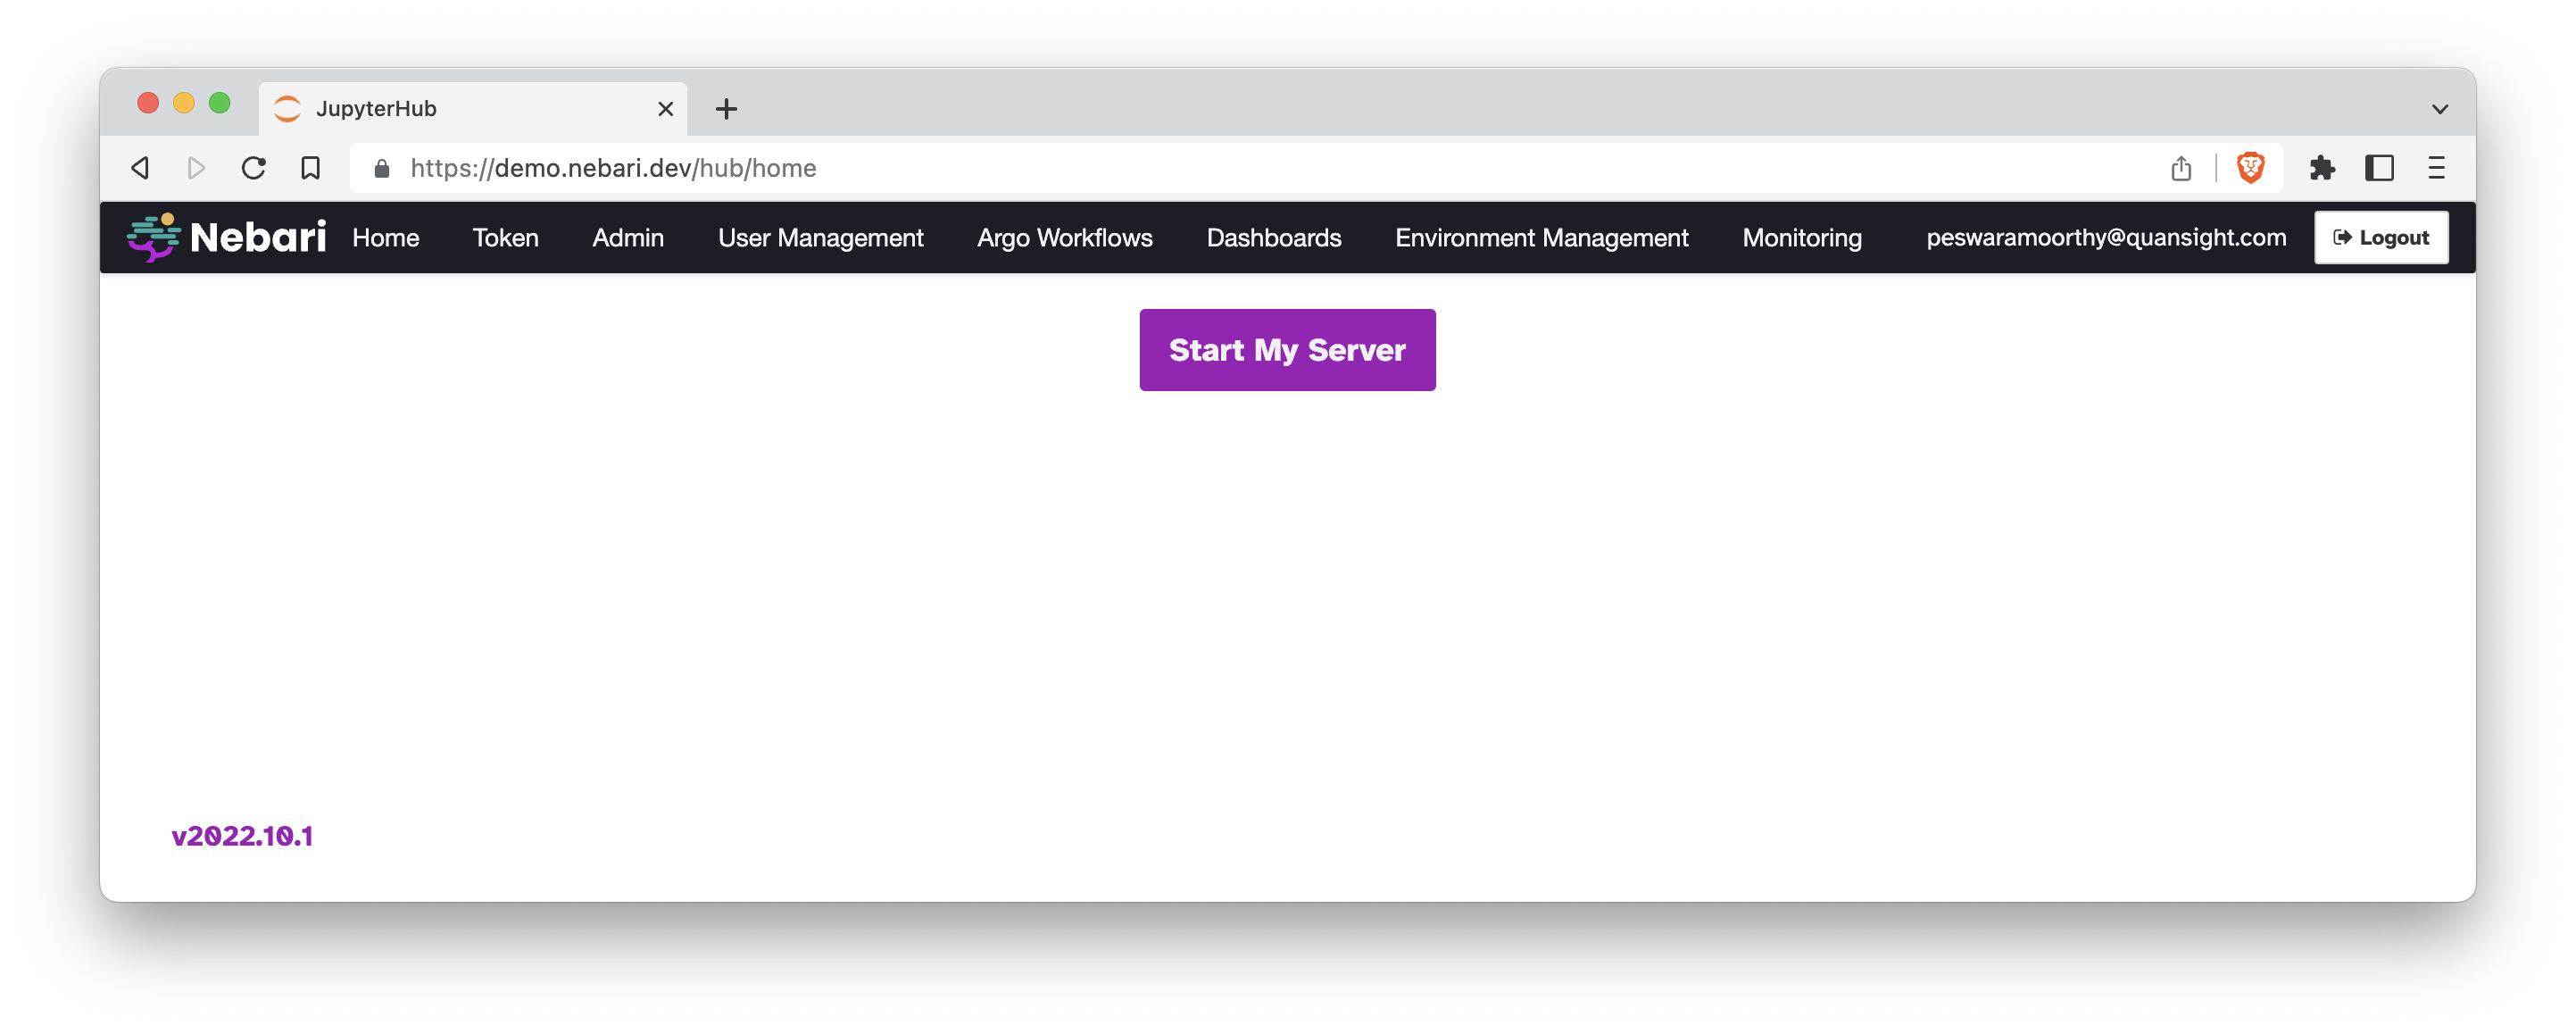 JupyterHub
https://demo.nebari.dev/hub/home
Nebari Home Token Admin User Management Argo Workflows Dashboards Environment Management Monitoring peswaramoorthy@quansight.com Logout
Start My Server
v2022.10.1